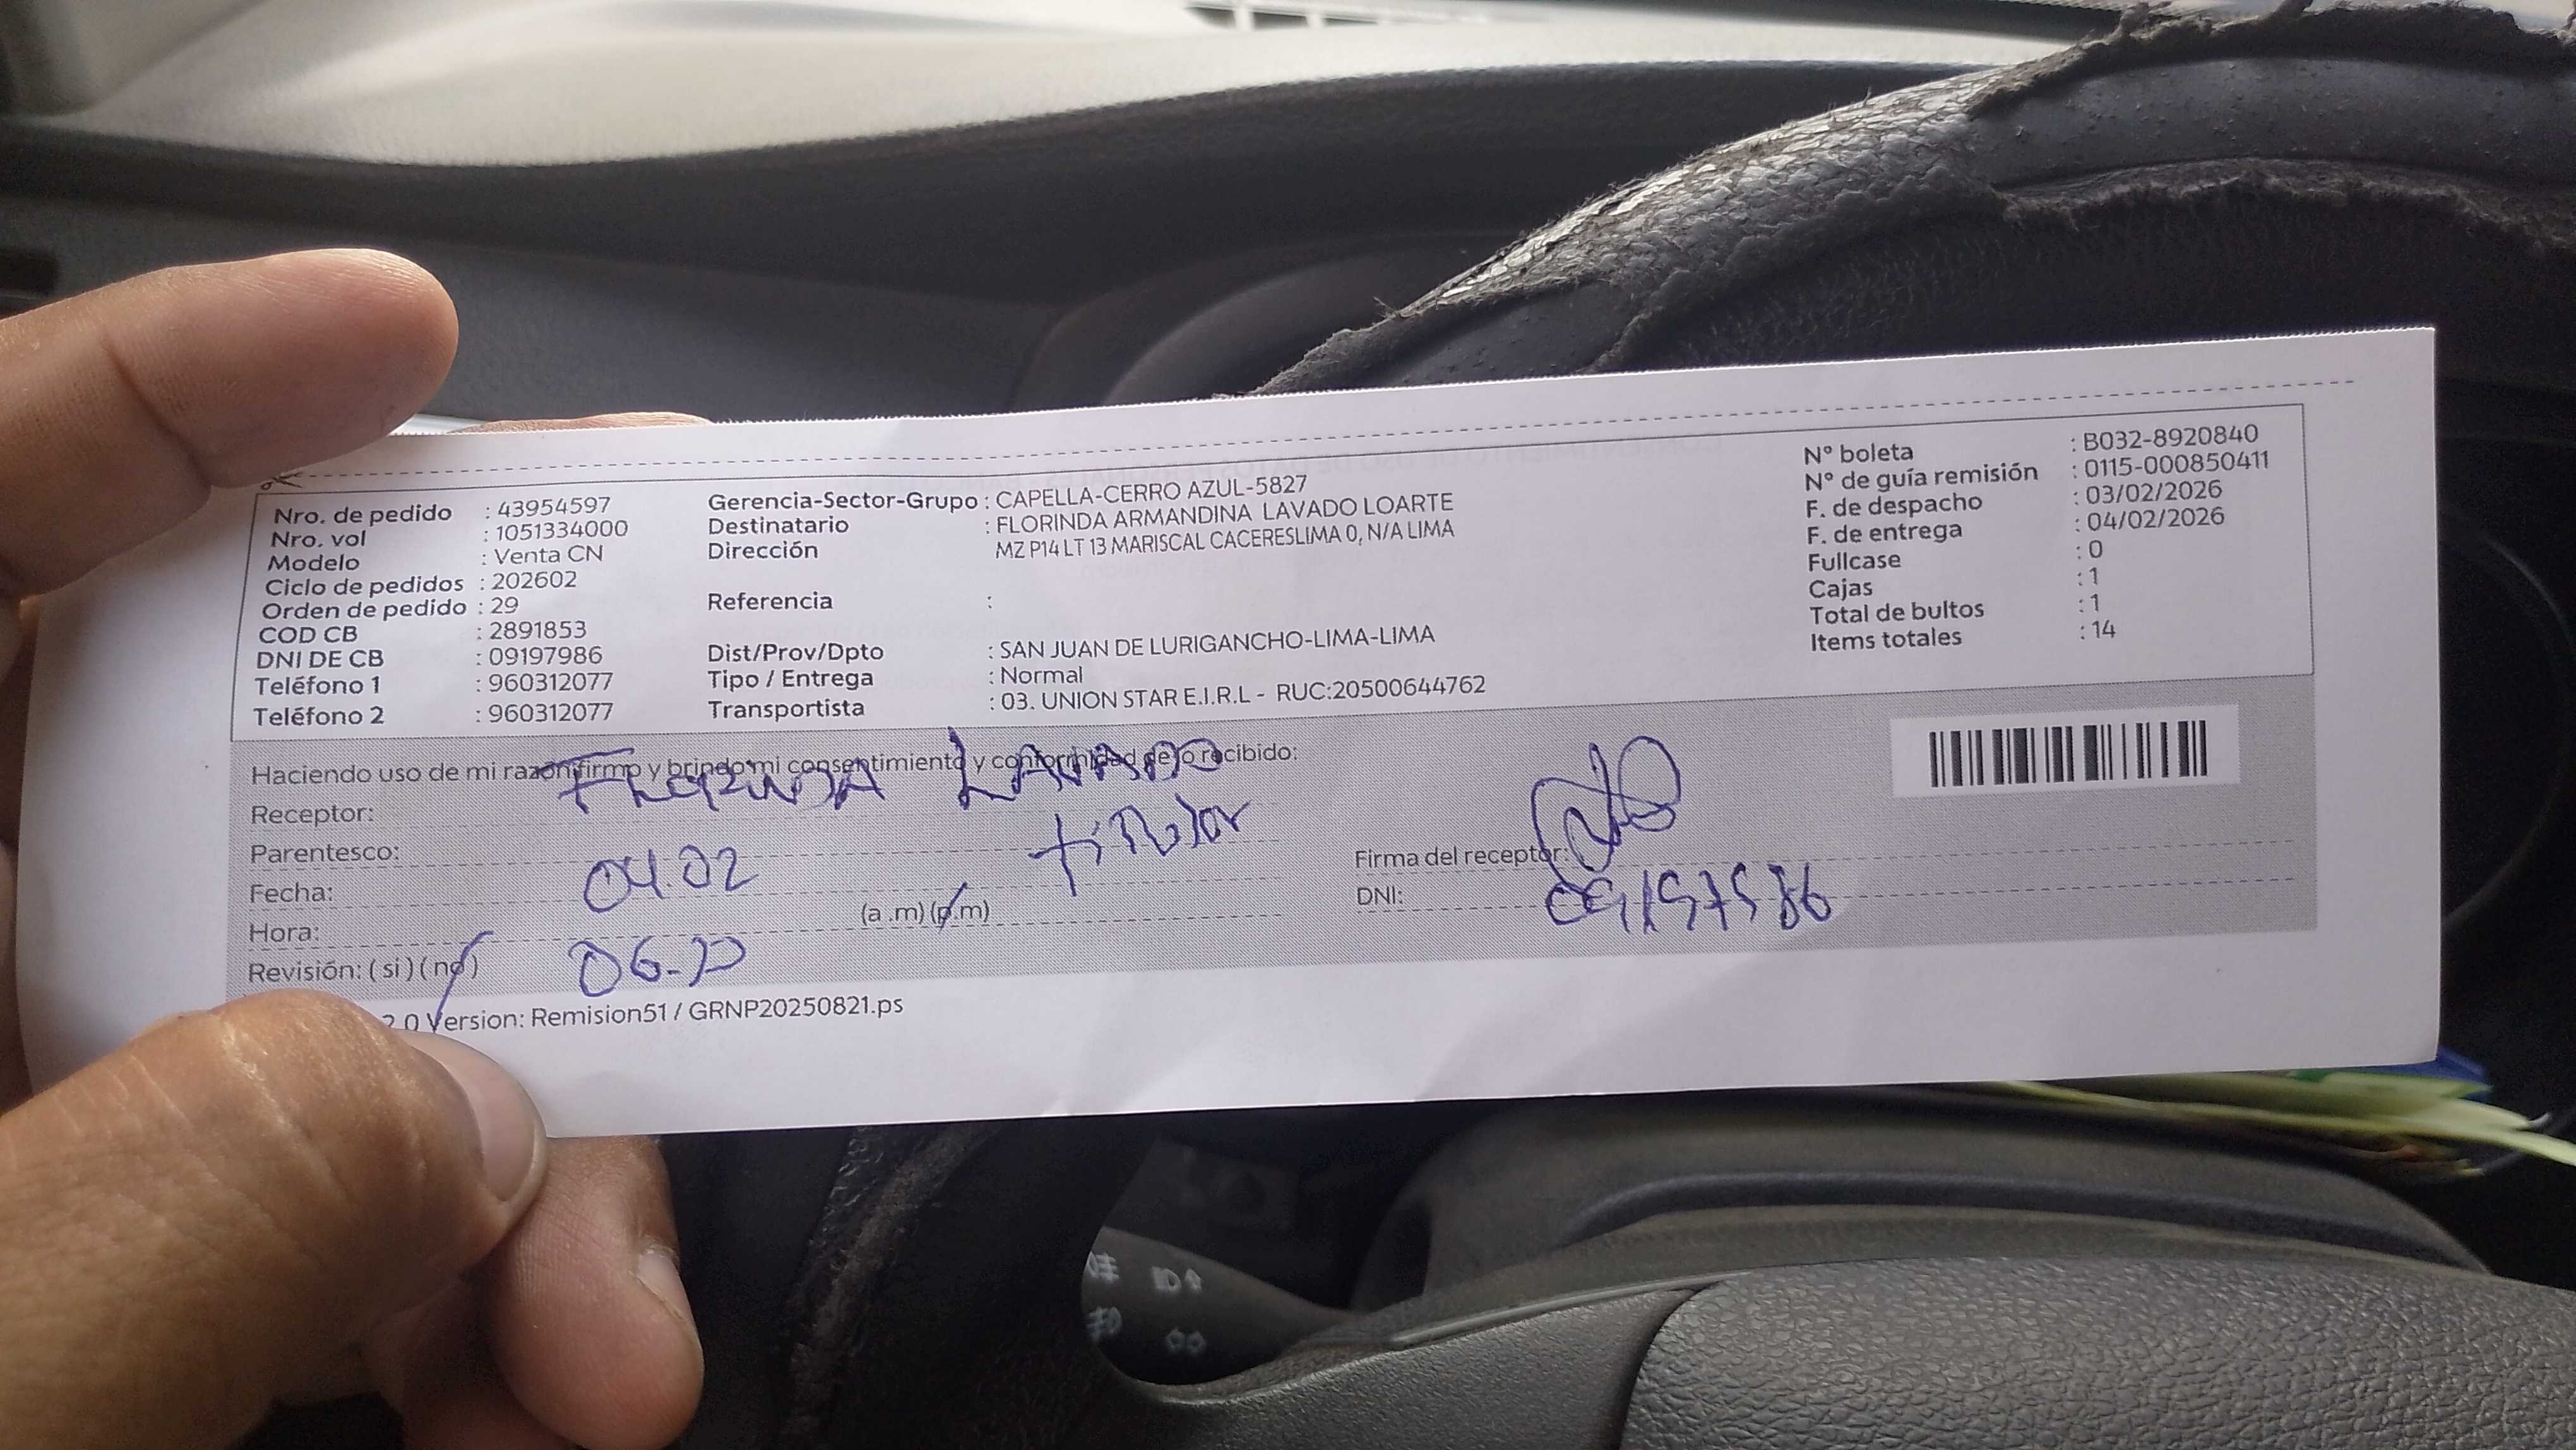 Nro. de pedido : 43954597
Nro. vol : 1051334000
Modelo : Venta CN
Ciclo de pedidos : 202602
Orden de pedido : 29
COD CB : 2891853
DNI DE CB : 09197986
Teléfono 1 : 960312077
Teléfono 2 : 960312077
Gerencia-Sector-Grupo : CAPELLA-CERRO AZUL-5827
Destinatario : FLORINDA ARMANDINA LAVADO LOARTE
Dirección MZ P14 LT 13 MARISCAL CACERESLIMA 0, N/A LIMA
Referencia :
Dist/Prov/Dpto : SAN JUAN DE LURIGANCHO-LIMA-LIMA
Tipo / Entrega : Normal
Transportista : 03. UNION STAR E.I.R.L - RUC:20500644762
N° boleta : B032-8920840
N° de guía remisión : 0115-000850411
F. de despacho : 03/02/2026
F. de entrega : 04/02/2026
Fullcase : 0
Cajas : 1
Total de bultos : 1
Items totales : 14
Haciendo uso de mi razón firmo y brindo mi consentimiento y conformidad de lo recibido:
Receptor: FLORINDA LAVADO
Parentesco: titular
Fecha: 04.02
Hora: (a .m) (p.m)
Revisión: ( si ) ( no )
Firma del receptor:
DNI:
2.0 Version: Remision51 / GRNP20250821.ps